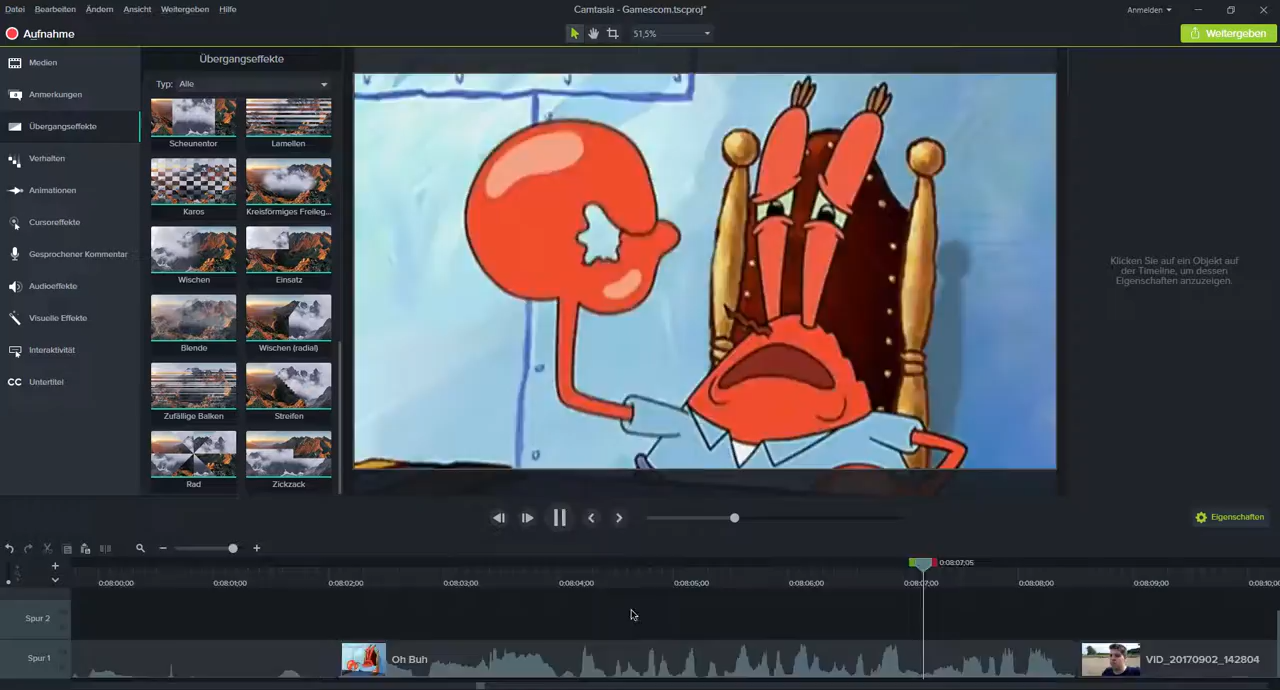 Datei Bearbeiten Ändern Ansicht Weitergeben Hilfe
Camtasia - Gamescom.tscproj*
Anmelden
Aufnahme
51,5%
Weitergeben
Medien
Anmerkungen
Übergangseffekte
Verhalten
Animationen
Cursoreffekte
Gesprochener Kommentar
Audioeffekte
Visuelle Effekte
Interaktivität
CC Untertitel
Übergangseffekte
Typ: Alle
Scheunentor Lamellen
Karos Kreisförmiges Freileg...
Wischen Einsatz
Blende Wischen (radial)
Zufällige Balken Streifen
Rad Zickzack
Klicken Sie auf ein Objekt auf
der Timeline, um dessen
Eigenschaften anzuzeigen.
Eigenschaften
0:08:07;05
0:08:00;00 0:08:01;00 0:08:02;00 0:08:03;00 0:08:04;00 0:08:05;00 0:08:06;00 0:08:07;00 0:08:08;00 0:08:09;00 0:08:10;0
Spur 2
Spur 1
Oh Buh
VID_20170902_142804